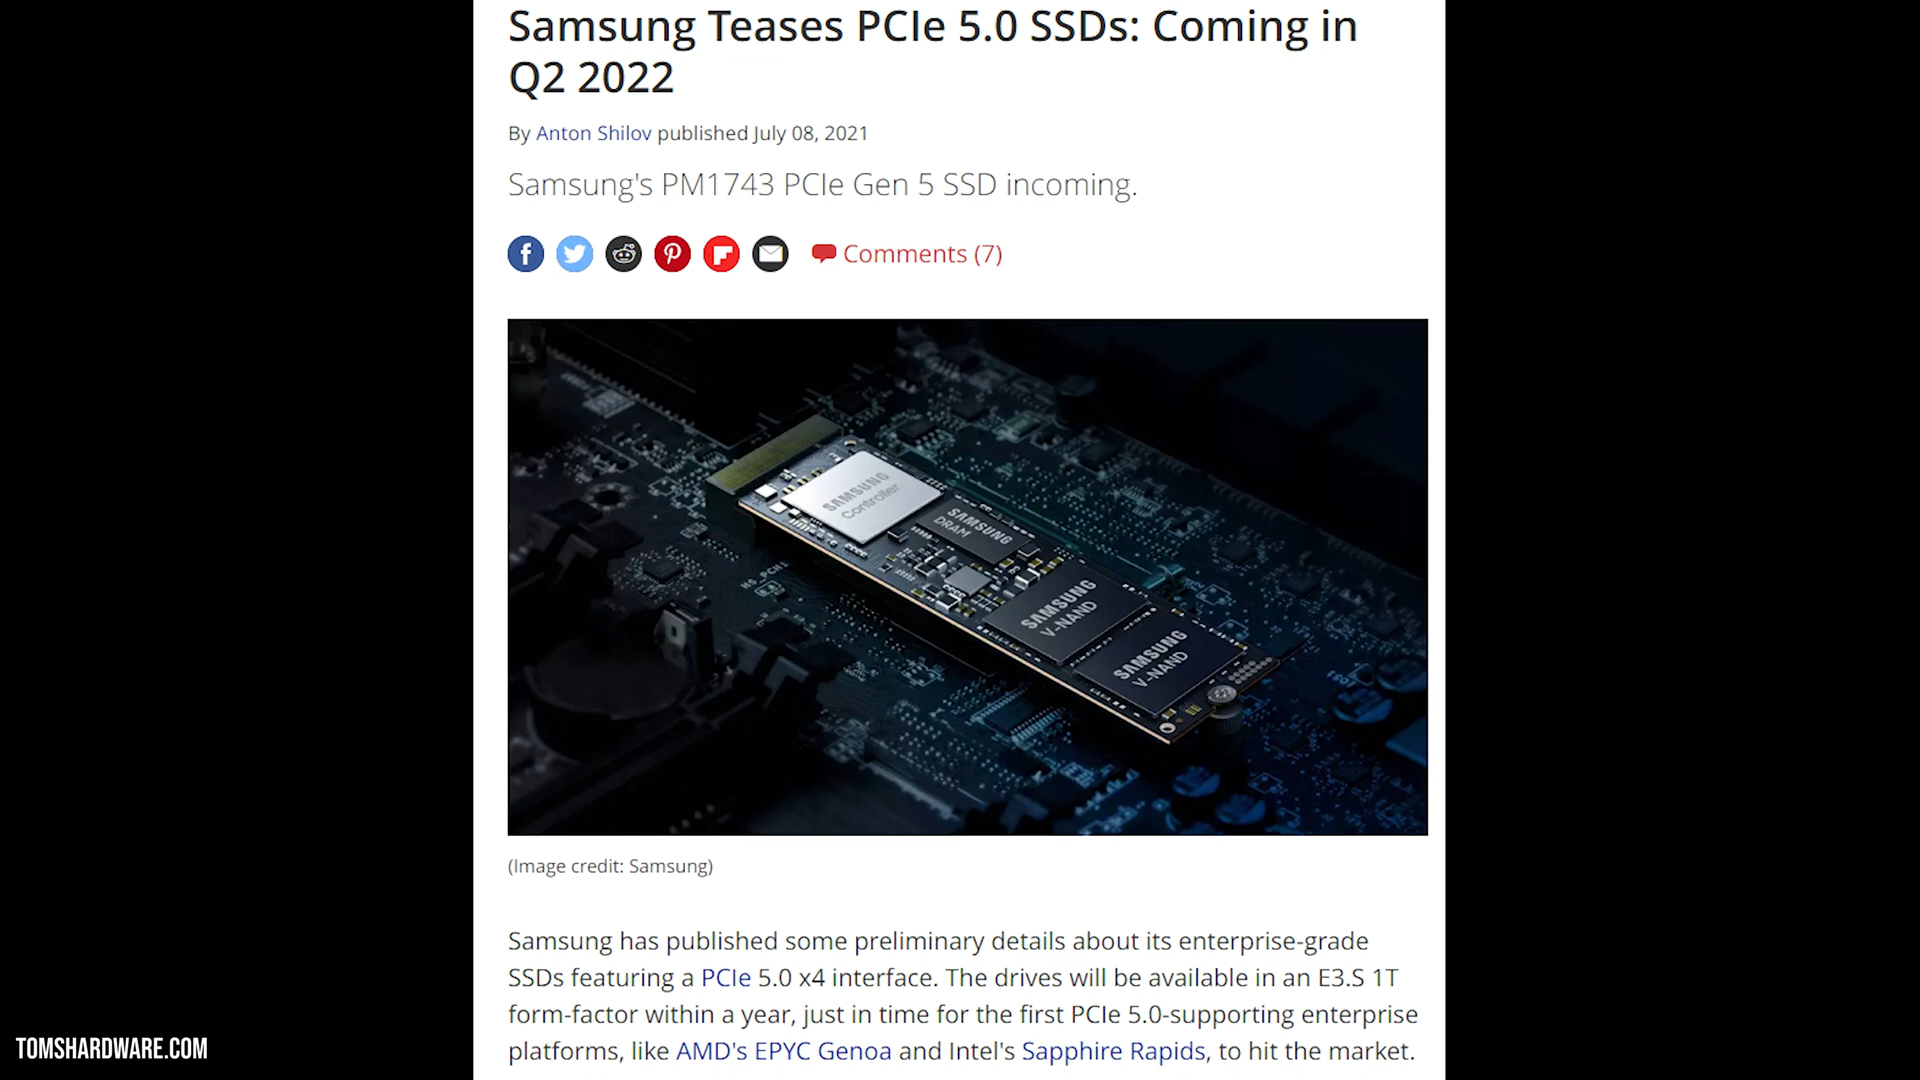 Samsung Teases PCIe 5.0 SSDs: Coming in
Q2 2022
By Anton Shilov published July 08, 2021
Samsung's PM1743 PCIe Gen 5 SSD incoming.
Comments (7)
SAMSUNG
Controller
SAMSUNG
DRAM
SAMSUNG
V-NAND
SAMSUNG
V-NAND
(Image credit: Samsung)
Samsung has published some preliminary details about its enterprise-grade
SSDs featuring a PCIe 5.0 x4 interface. The drives will be available in an E3.S 1T
form-factor within a year, just in time for the first PCIe 5.0-supporting enterprise
platforms, like AMD's EPYC Genoa and Intel's Sapphire Rapids, to hit the market.
TOMSHARDWARE.COM